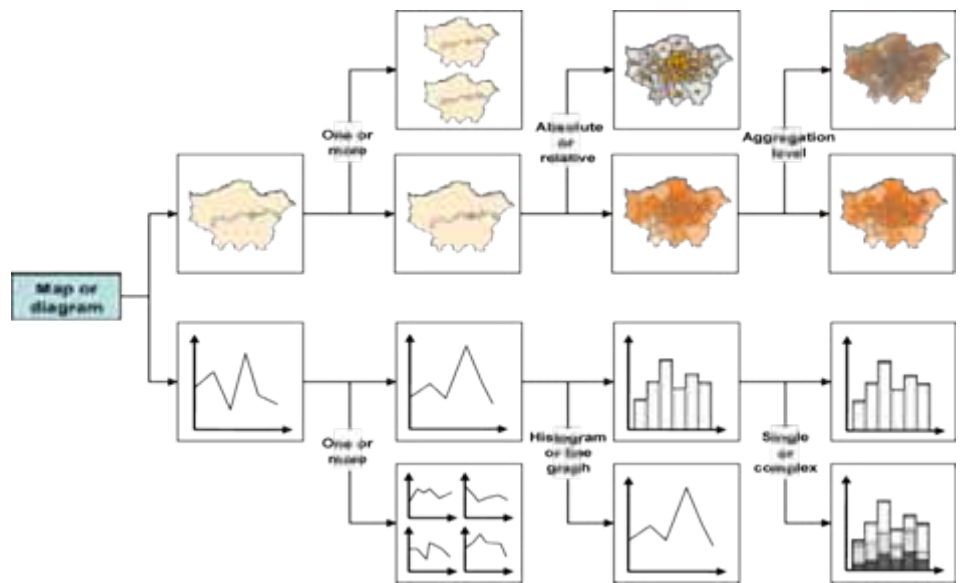 One or
more
Absolute
or
relative
Aggregation
level
Map or
diagram
One or
more
Histogram
or line
graph
Single
or
complex